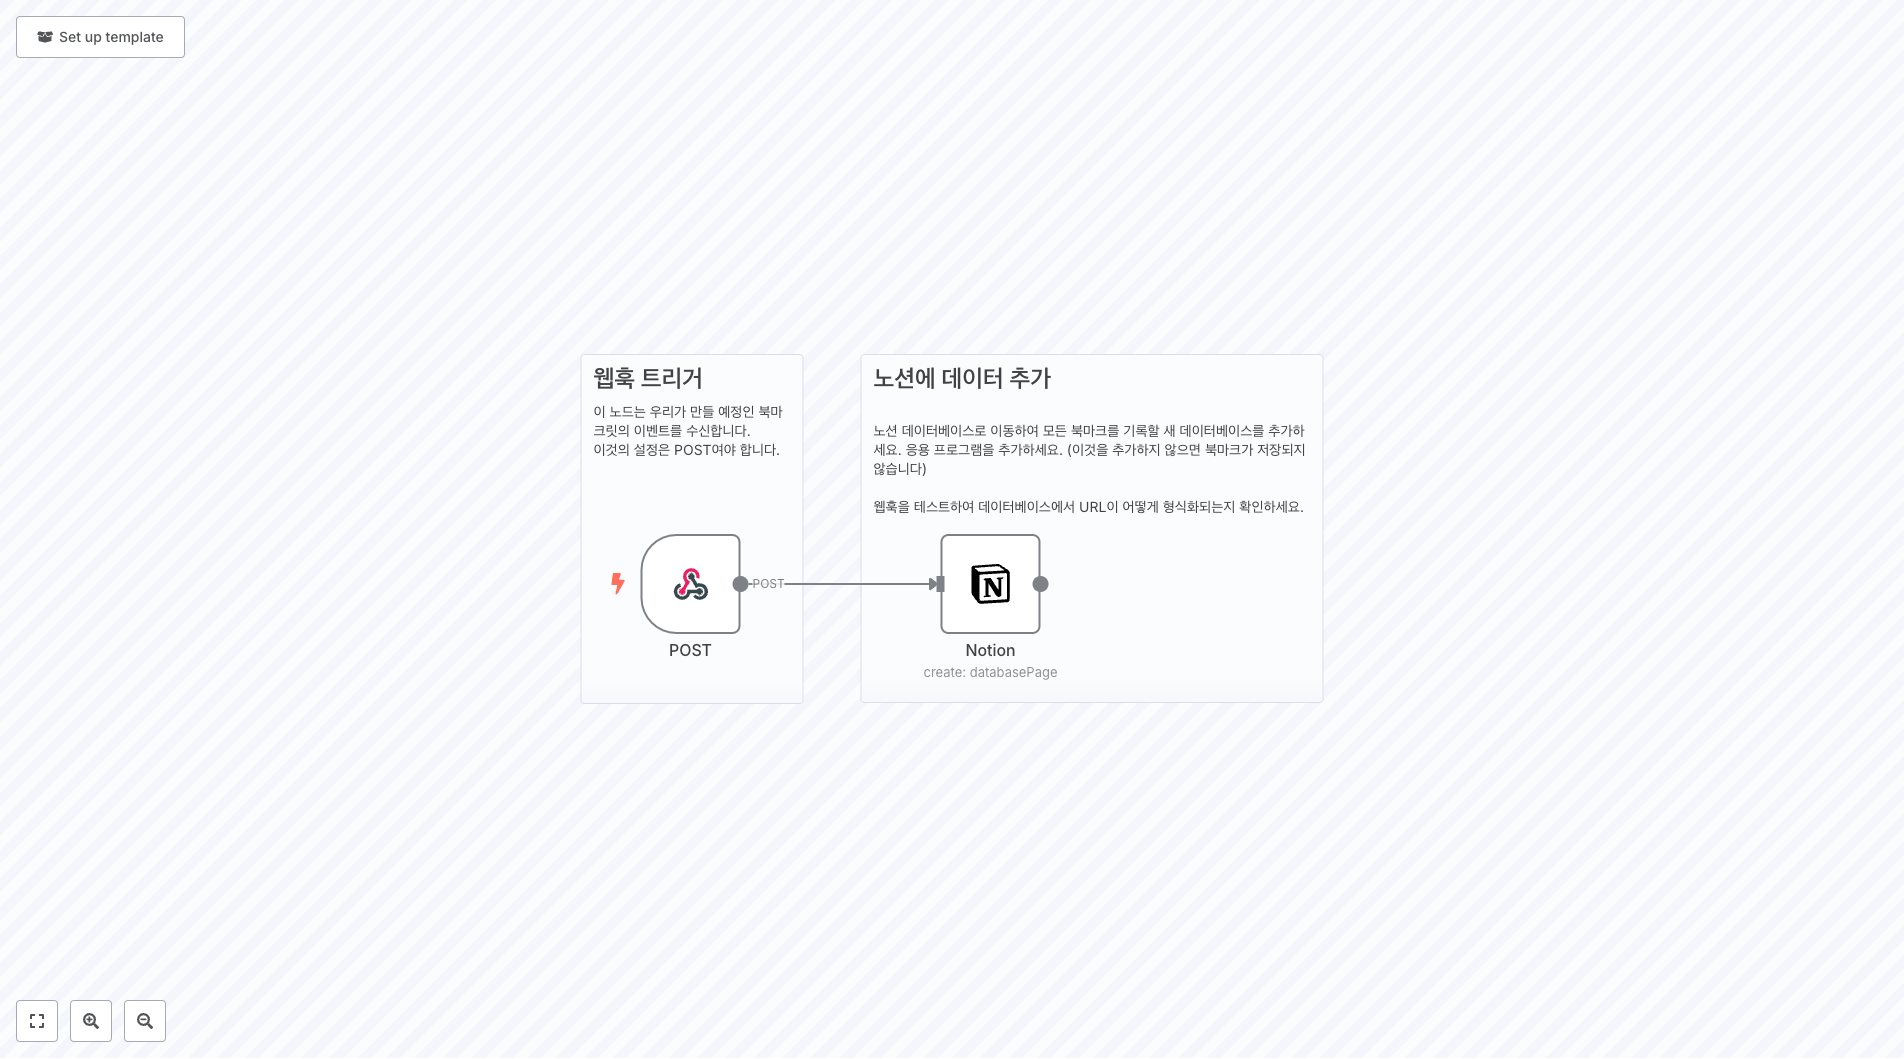 Set up template
웹훅 트리거
이 노드는 우리가 만들 예정인 북마
크릿의 이벤트를 수신합니다.
이것의 설정은 POST여야 합니다.
노션에 데이터 추가
노션 데이터베이스로 이동하여 모든 북마크를 기록할 새 데이터베이스를 추가하
세요. 응용 프로그램을 추가하세요. (이것을 추가하지 않으면 북마크가 저장되지
않습니다)
웹훅을 테스트하여 데이터베이스에서 URL이 어떻게 형식화되는지 확인하세요.
POST
N
POST
Notion
create: databasePage